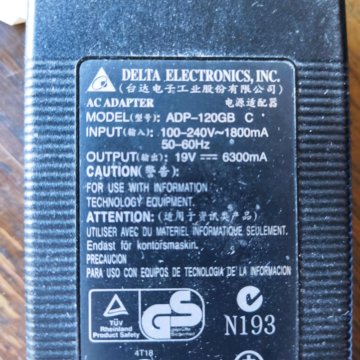 DELTA ELECTRONICS, INC.
(台达电子工业股份有限公司)
AC ADAPTER 电源适配器
MODEL(型号): ADP-120GB C
INPUT(输入): 100-240V~1800mA
50-60Hz
OUTPUT(输出): 19V ⎓ 6300mA
CAUTION(警告):
FOR USE WITH INFORMATION
TECHNOLOGY EQUIPMENT.
ATTENTION: (适用于资讯类产品)
UTILISER AVEC DU MATERIEL INFORMATIQUE SEULEMENT.
Endast för kontorsmaskin.
PRECAUCION
PARA USO CON EQUIPOS DE TECNOLOGIA DE LA INFORMACION
TÜV
Rheinland
Product Safety
GS
N193
4T18